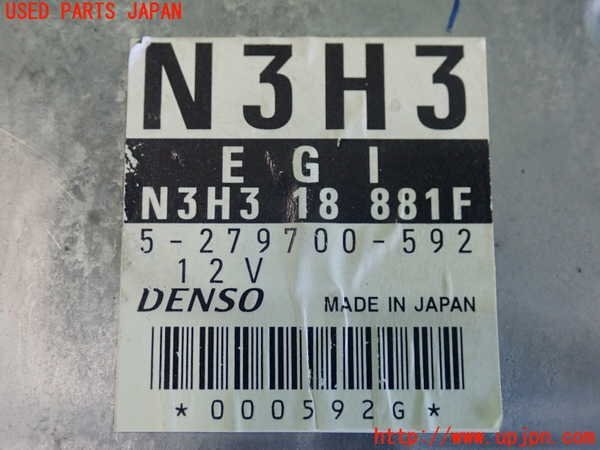 USED PARTS JAPAN
N3H3
EGI
N3H3 18 881F
5-279700-592
12V
DENSO MADE IN JAPAN
*000592G*
http://www.upjpn.com/